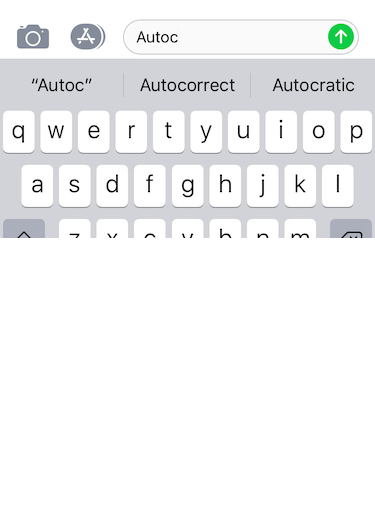 Autoc
“Autoc” Autocorrect Autocratic
q w e r t y u i o p
a s d f g h j k l
z x c v b n m